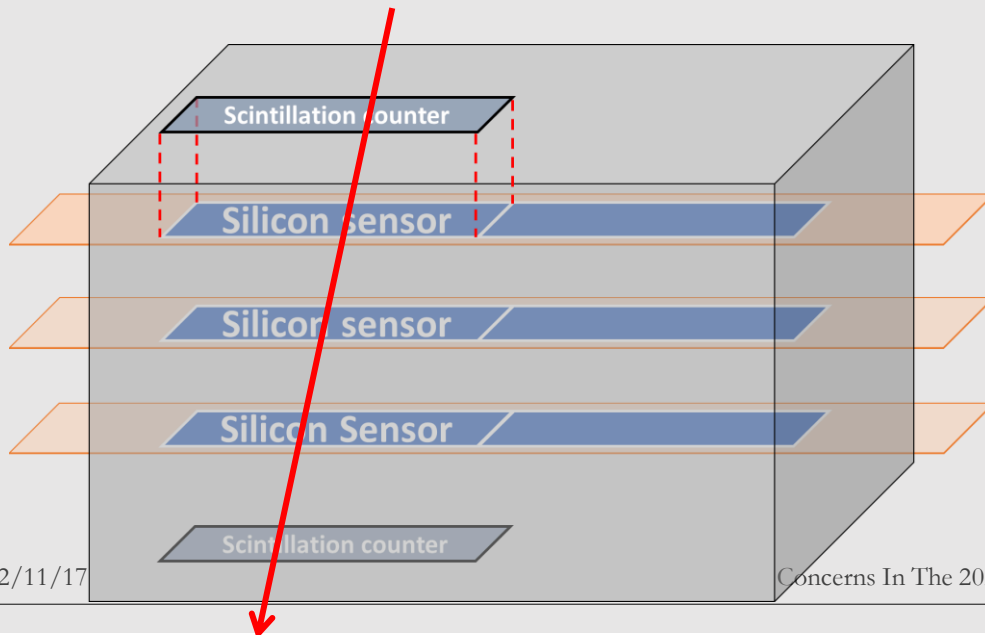 Scintillation counter
Silicon sensor
Silicon sensor
Silicon Sensor
Scintillation counter
2/11/17
Concerns In The 20